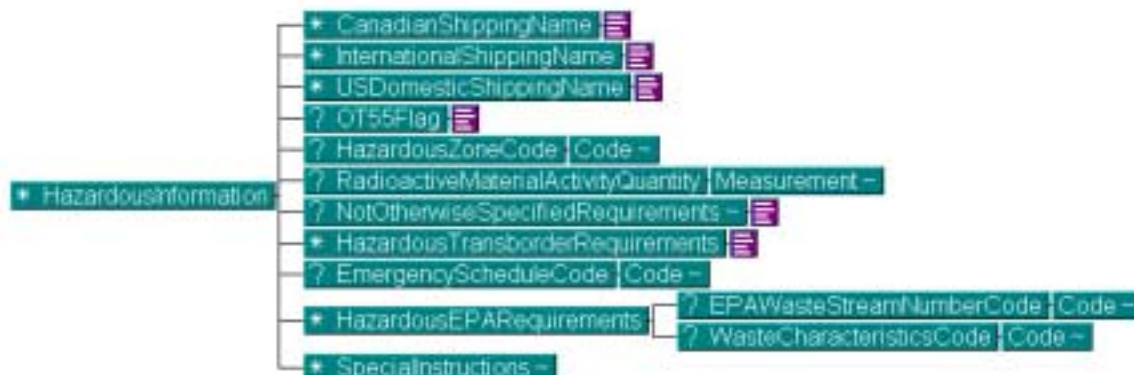 * CanadianShippingName
* InternationalShippingName
* USDomesticShippingName
? OT55Flag
? HazardousZoneCode Code ~
? RadioactiveMaterialActivityQuantity Measurement ~
* HazardousInformation
? NotOtherwiseSpecifiedRequirements ~
* HazardousTransborderRequirements
? EmergencyScheduleCode Code ~
? EPAWasteStreamNumberCode Code ~
* HazardousEPARequirements
? WasteCharacteristicsCode Code ~
* SpecialInstructions ~